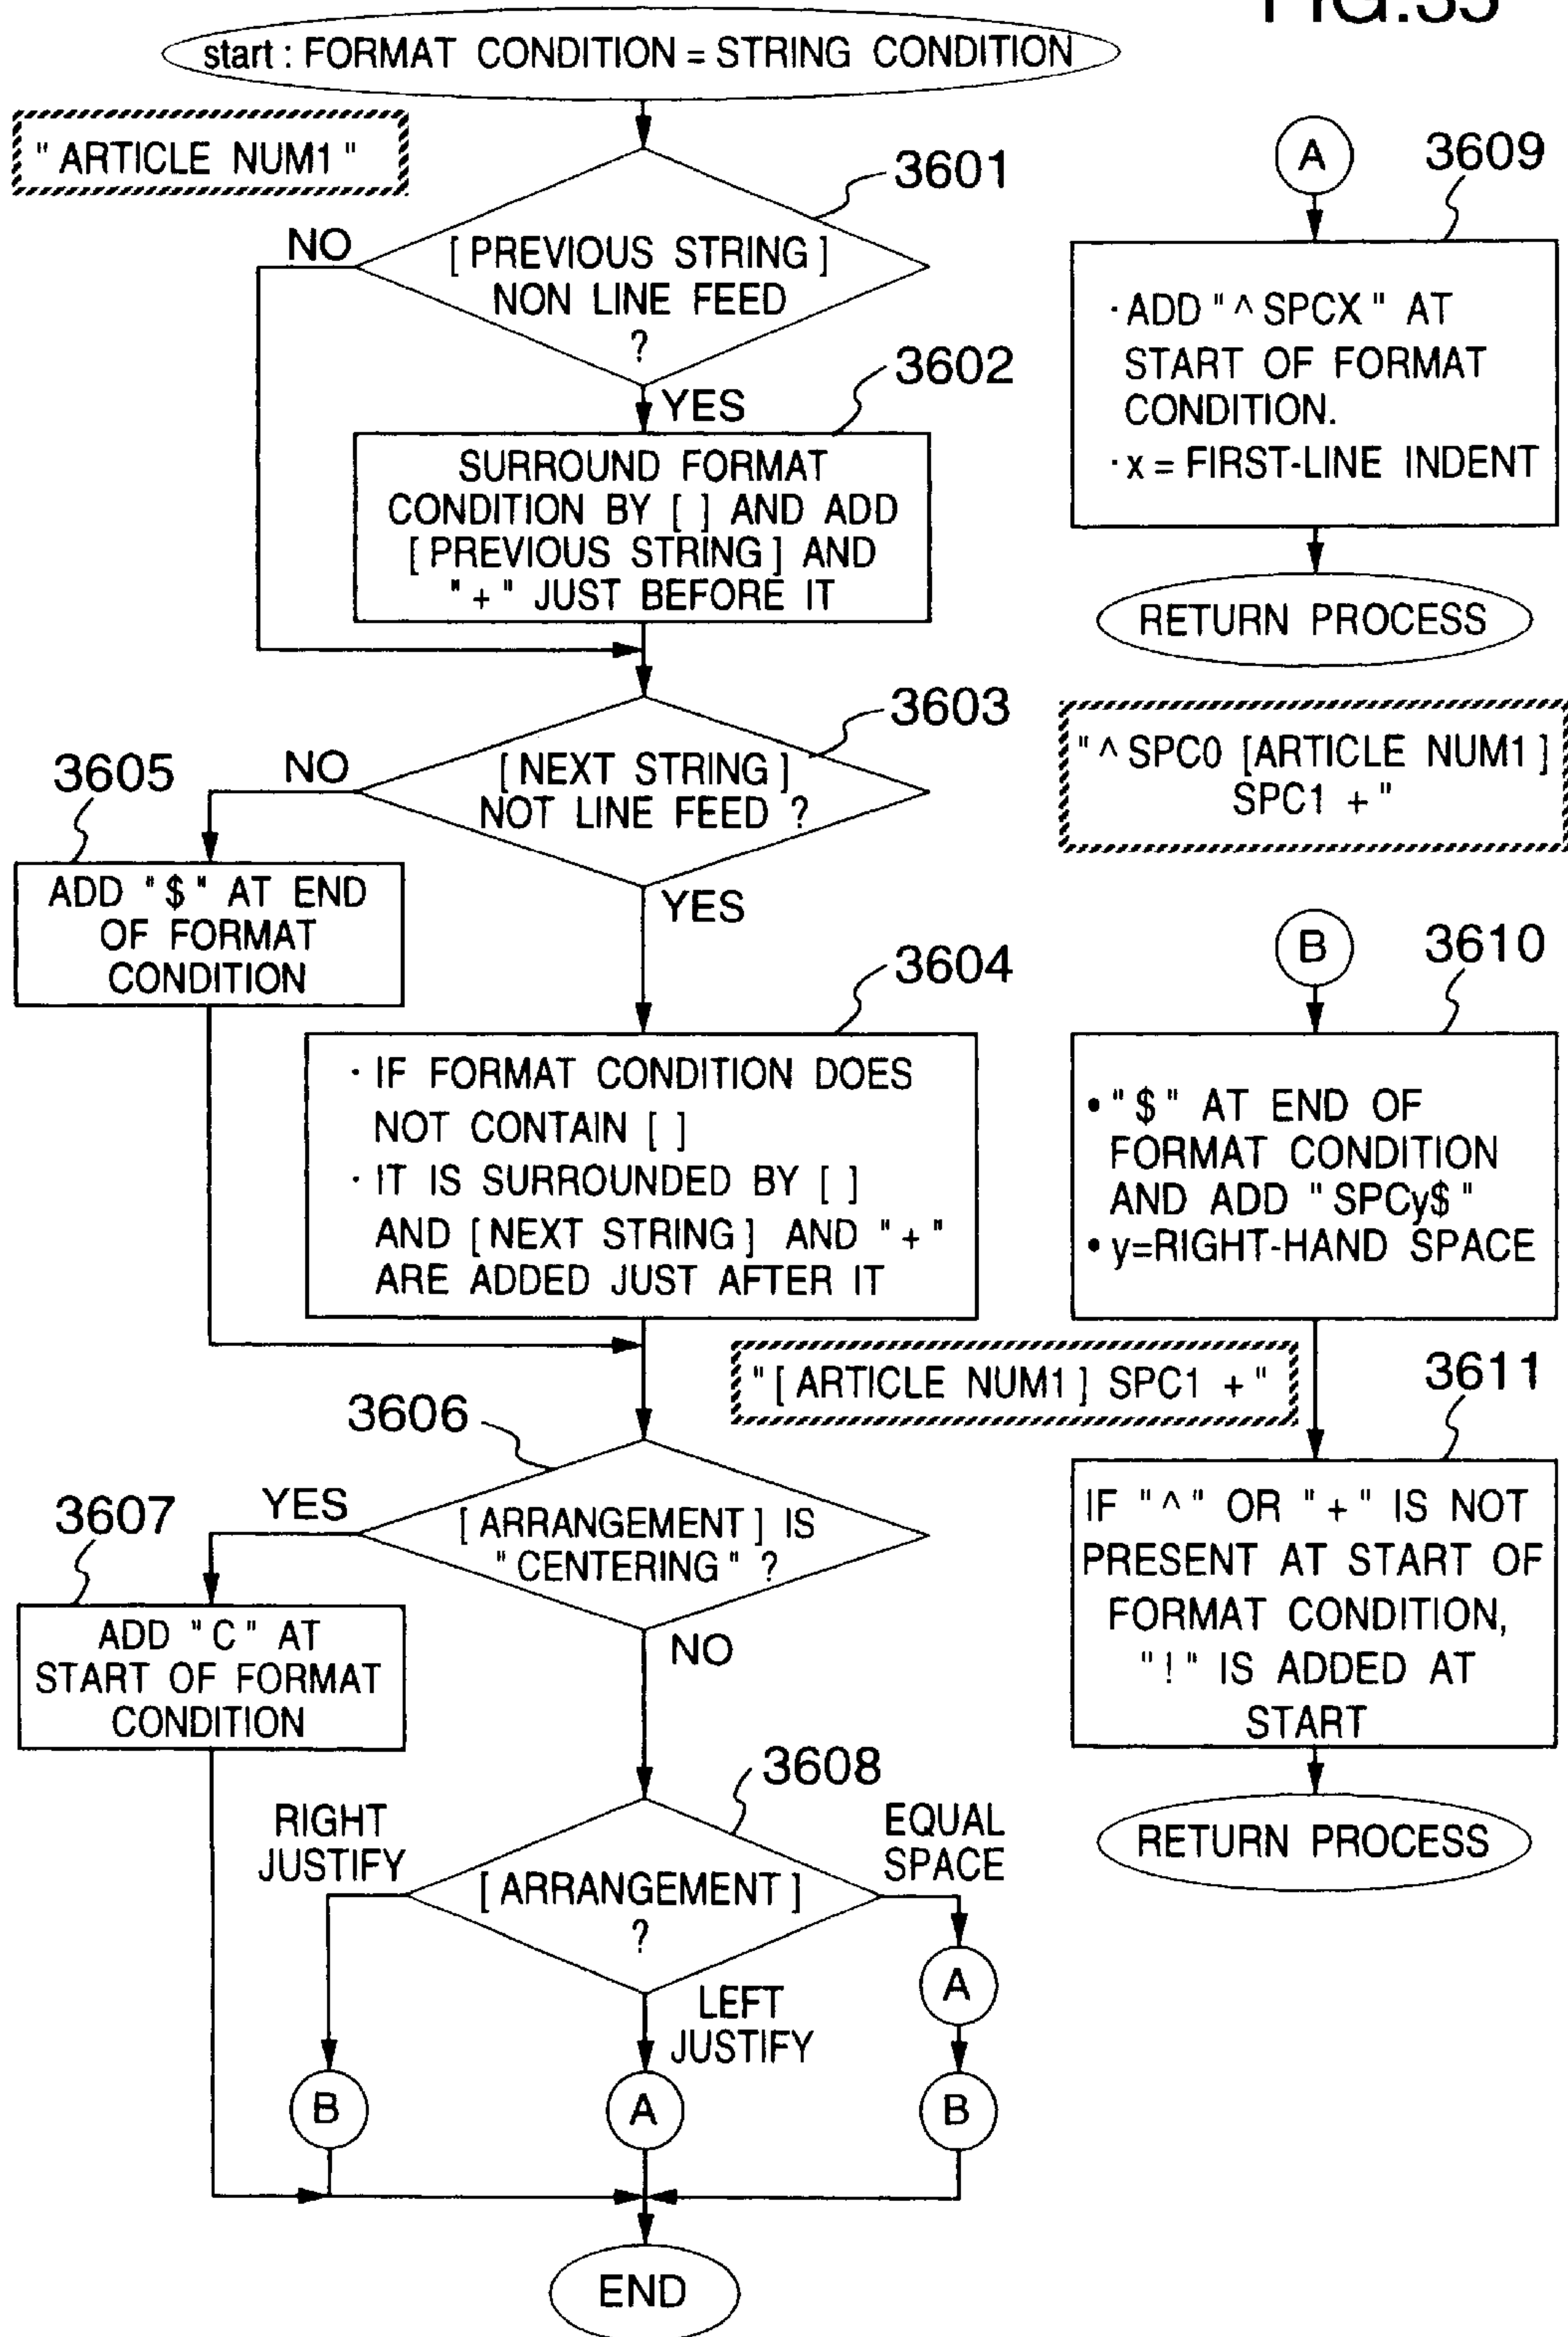 FIG.35
start : FORMAT CONDITION = STRING CONDITION
" ARTICLE NUM1 "
3601
NO
[ PREVIOUS STRING ]
NON LINE FEED
?
3602
YES
SURROUND FORMAT
CONDITION BY [ ] AND ADD
[ PREVIOUS STRING ] AND
" + " JUST BEFORE IT
3603
3605
NO
[ NEXT STRING ]
NOT LINE FEED ?
ADD " $ " AT END
OF FORMAT
CONDITION
YES
3604
· IF FORMAT CONDITION DOES
NOT CONTAIN [ ]
· IT IS SURROUNDED BY [ ]
AND [ NEXT STRING ] AND " + "
ARE ADDED JUST AFTER IT
" [ ARTICLE NUM1 ] SPC1 + "
3606
3607
YES
[ ARRANGEMENT ] IS
" CENTERING " ?
ADD " C " AT
START OF FORMAT
CONDITION
NO
3608
RIGHT
JUSTIFY
EQUAL
SPACE
[ ARRANGEMENT ]
?
LEFT
JUSTIFY
A
B
A
B
END
A
3609
· ADD " ^ SPCX " AT
START OF FORMAT
CONDITION.
· x = FIRST-LINE INDENT
RETURN PROCESS
" ^ SPC0 [ARTICLE NUM1 ]
SPC1 + "
B
3610
• " $ " AT END OF
FORMAT CONDITION
AND ADD " SPCy$ "
• y=RIGHT-HAND SPACE
3611
IF " ^ " OR " + " IS NOT
PRESENT AT START OF
FORMAT CONDITION,
" ! " IS ADDED AT
START
RETURN PROCESS